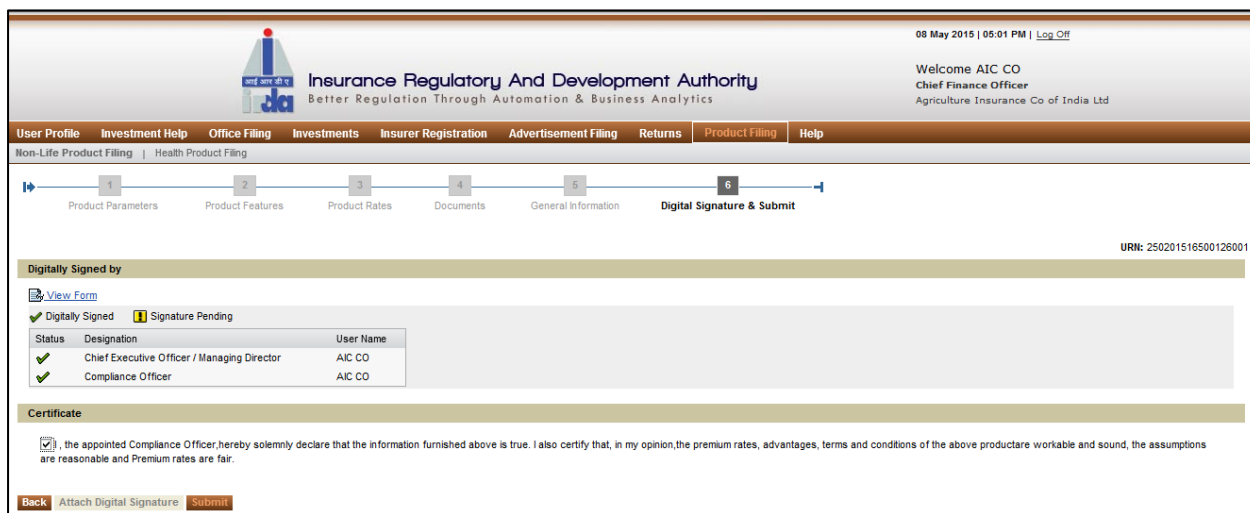 08 May 2015 | 05:01 PM | Log Off
आई आर डी ए
irda
Insurance Regulatory And Development Authority
Better Regulation Through Automation & Business Analytics
Welcome AIC CO
Chief Finance Officer
Agriculture Insurance Co of India Ltd
User Profile Investment Help Office Filing Investments Insurer Registration Advertisement Filing Returns Product Filing Help
Non-Life Product Filing | Health Product Filing
1 2 3 4 5 6
Product Parameters Product Features Product Rates Documents General Information Digital Signature & Submit
URN: 250201516500126001
Digitally Signed by
View Form
Digitally Signed Signature Pending
Status Designation User Name
Chief Executive Officer / Managing Director AIC CO
Compliance Officer AIC CO
Certificate
I , the appointed Compliance Officer,hereby solemnly declare that the information furnished above is true. I also certify that, in my opinion,the premium rates, advantages, terms and conditions of the above productare workable and sound, the assumptions
are reasonable and Premium rates are fair.
Back Attach Digital Signature Submit